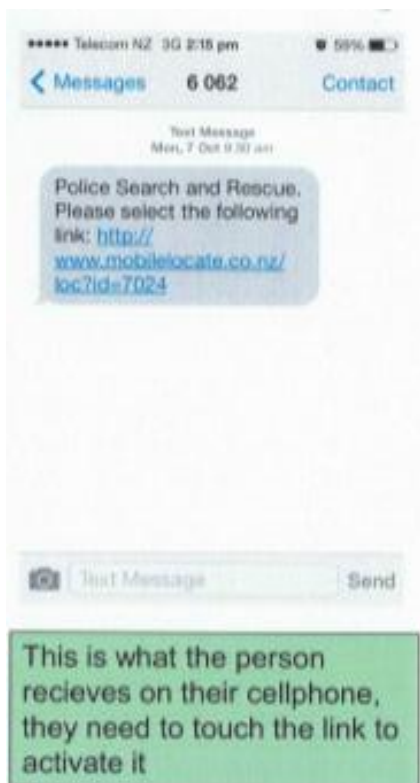 Telecom NZ 3G 2:15 pm 59%
Messages 6 062 Contact
Text Message
Mon, 7 Oct 9:30 am
Police Search and Rescue.
Please select the following
link: http://
www.mobilelocate.co.nz/
loc?id=7024
Text Message Send
This is what the person
recieves on their cellphone,
they need to touch the link to
activate it